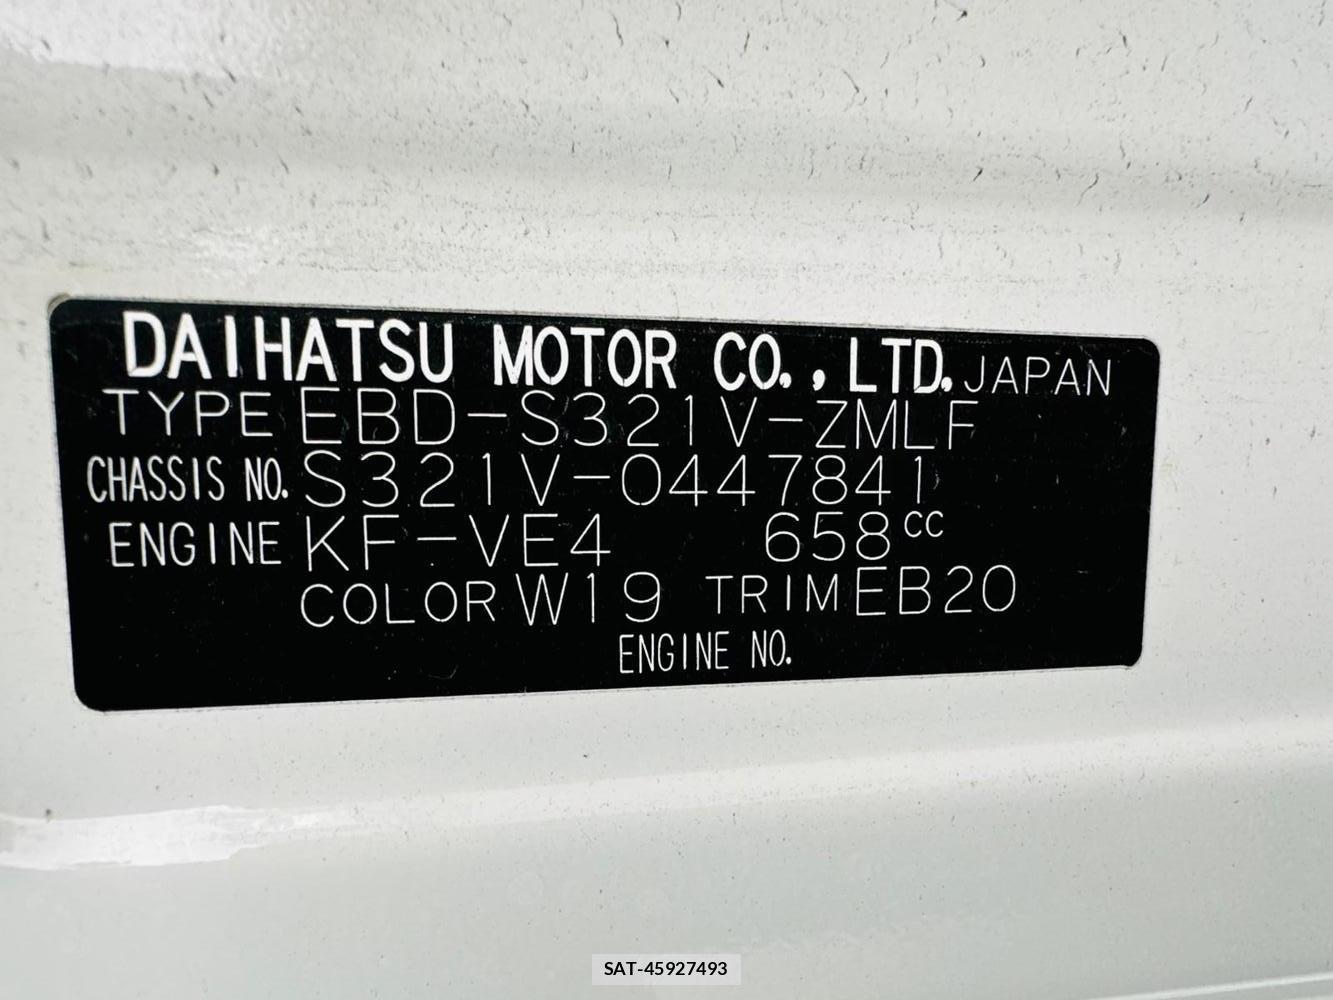 DAIHATSU MOTOR CO., LTD. JAPAN
TYPE EBD-S321V-ZMLF
CHASSIS NO. S321V-0447841
ENGINE KF-VE4 658cc
COLOR W19 TRIM EB20
ENGINE NO.
SAT-45927493